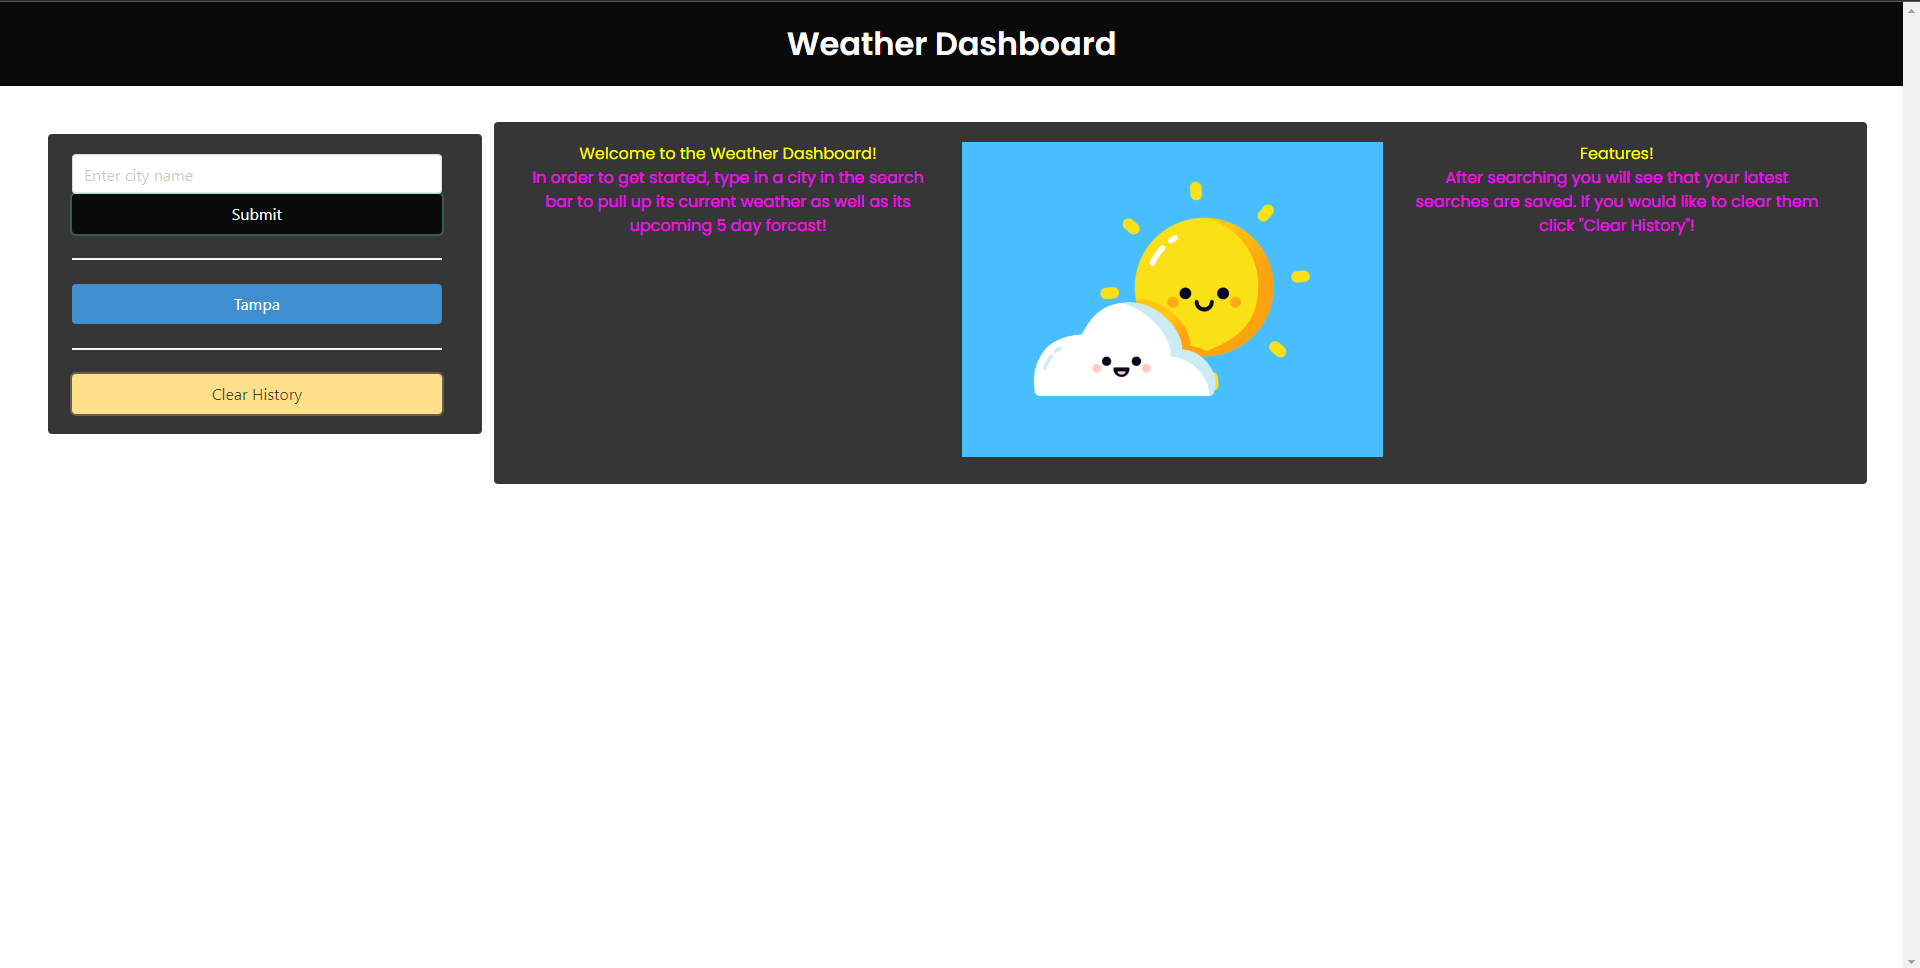 Weather Dashboard
Enter city name
Submit
Tampa
Clear History
Welcome to the Weather Dashboard!
In order to get started, type in a city in the search
bar to pull up its current weather as well as its
upcoming 5 day forcast!
Features!
After searching you will see that your latest
searches are saved. If you would like to clear them
click "Clear History"!